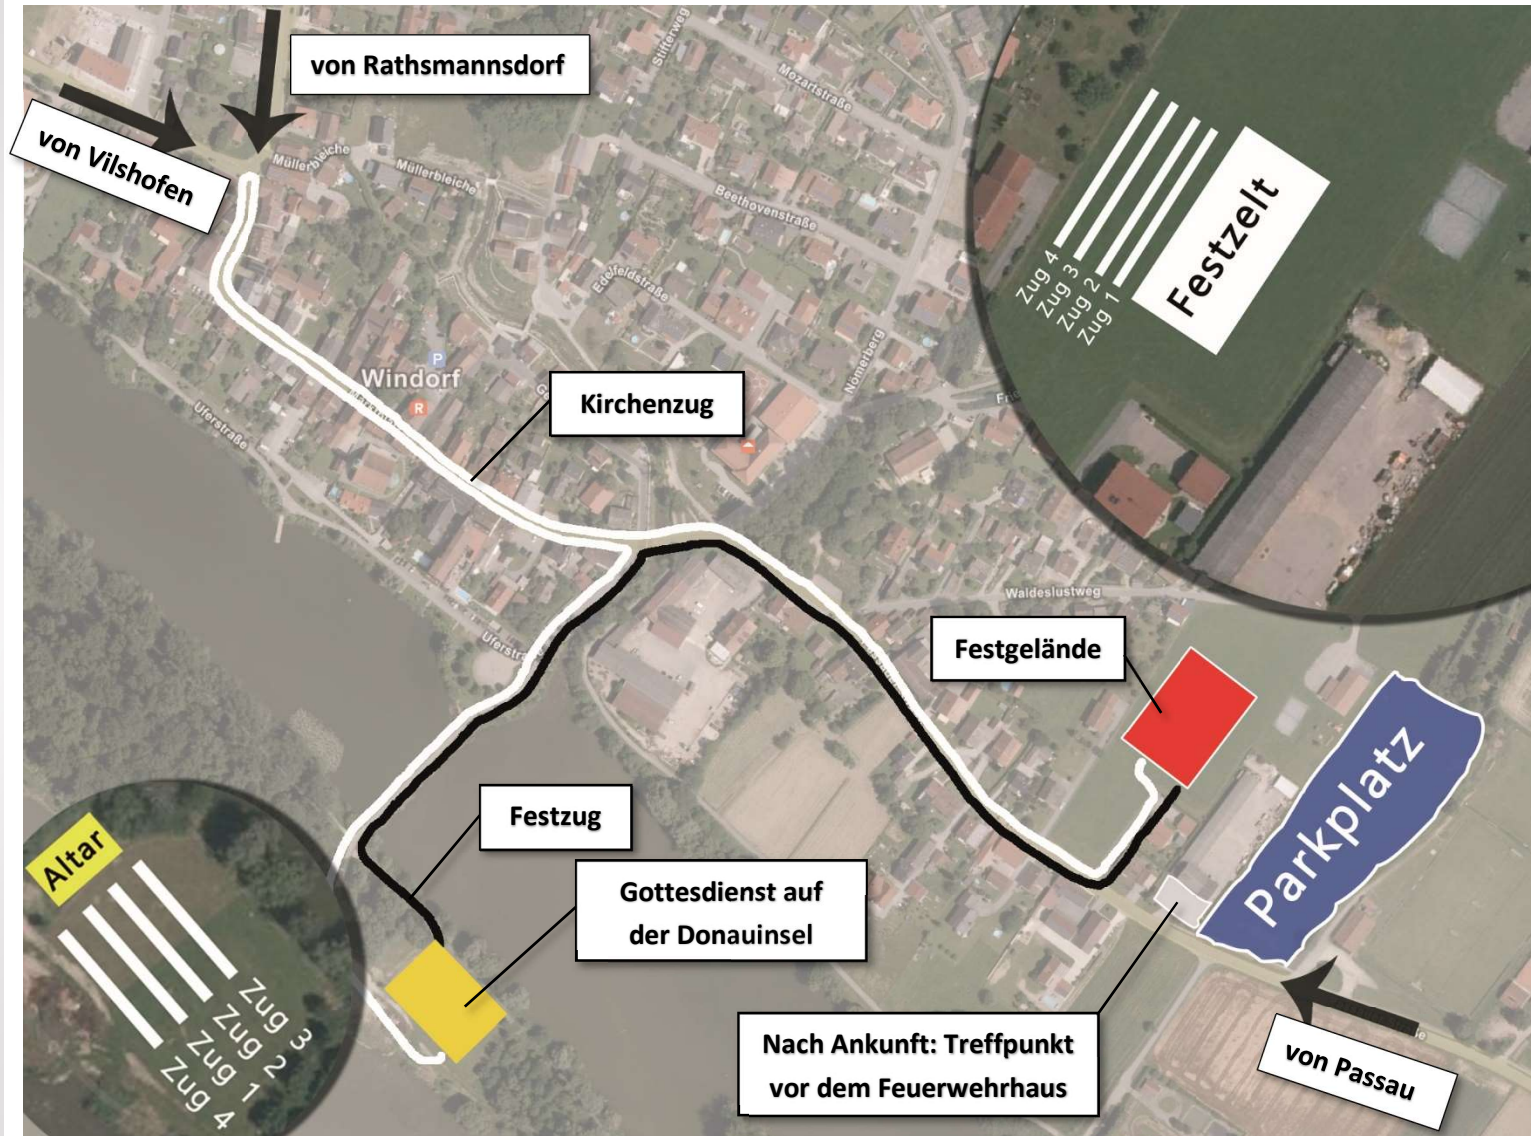 von Rathsmannsdorf
von Vilshofen
Stifterweg
Mozartstraße
Müllerbleiche
Müllerbleiche
Beethovenstraße
Edelfeldstraße
Nömerberg
P
Windorf
R
Uferstraße
Kirchenzug
Zug 4
Zug 3
Zug 2
Zug 1
Festzelt
Waldeslustweg
Festgelände
Parkplatz
Festzug
Altar
Zug 3
Zug 2
Zug 1
Zug 4
Gottesdienst auf
der Donauinsel
Nach Ankunft: Treffpunkt
vor dem Feuerwehrhaus
von Passau